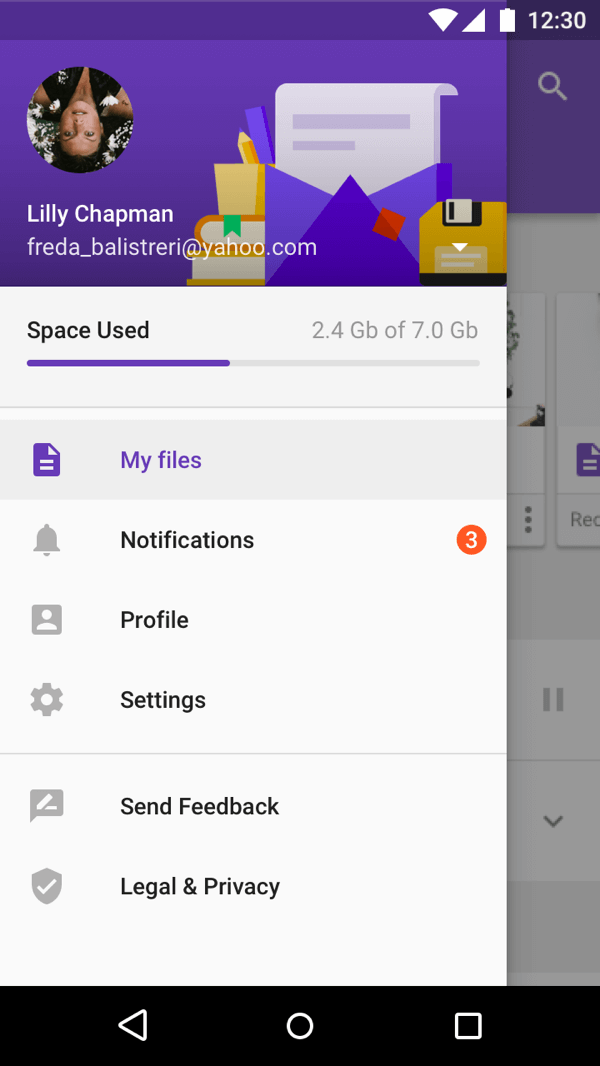 12:30
Lilly Chapman
freda_balistreri@yahoo.com
Space Used 2.4 Gb of 7.0 Gb
My files
Notifications 3
Rec
Profile
Settings
Send Feedback
Legal & Privacy